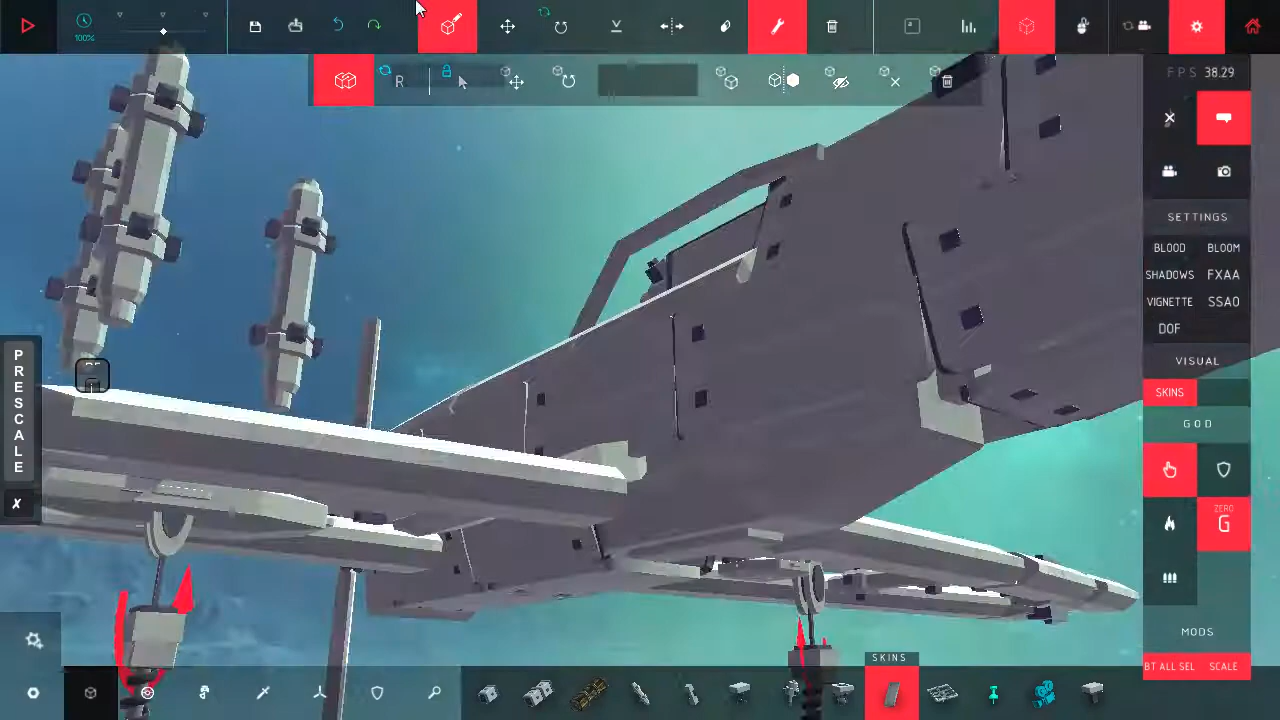 100%
R
FPS 38.29
SETTINGS
BLOOD BLOOM
SHADOWS FXAA
VIGNETTE SSAO
DOF
VISUAL
SKINS
GOD
ZERO
G
MODS
BT ALL SEL SCALE
PRESCALE
✗
SKINS